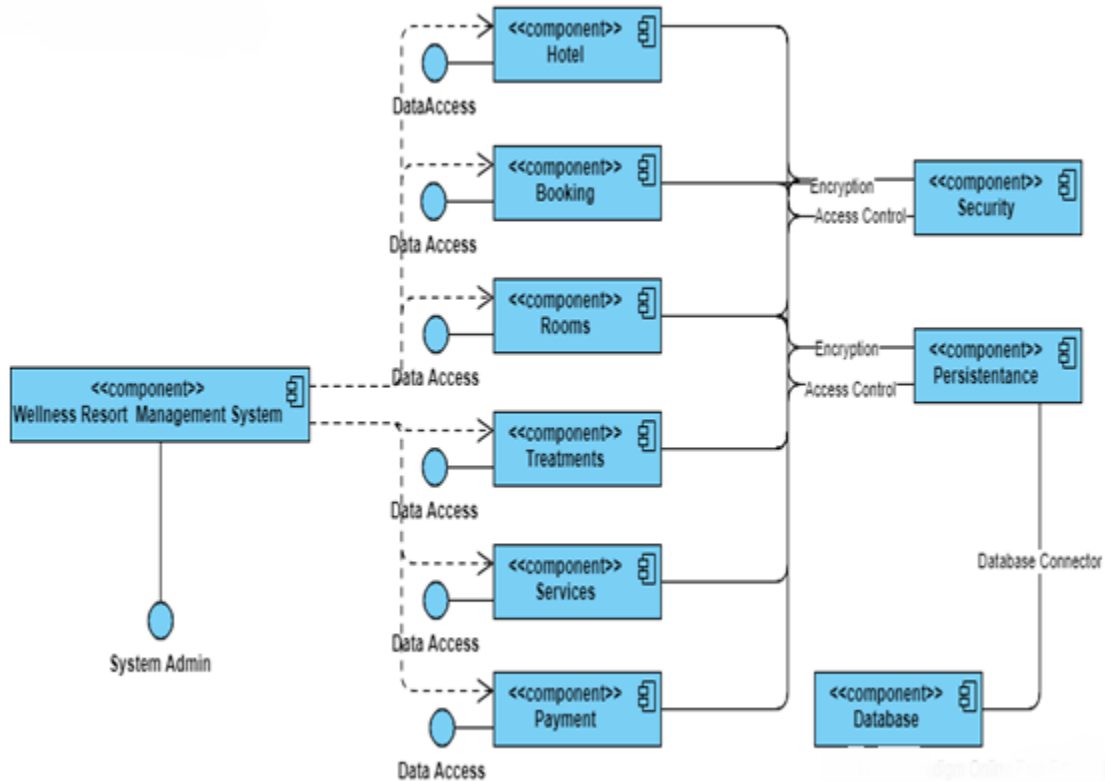 <<component>>
Hotel
DataAccess
<<component>>
Booking
Data Access
<<component>>
Rooms
Data Access
<<component>>
Treatments
Data Access
<<component>>
Services
Data Access
<<component>>
Payment
Data Access
<<component>>
Wellness Resort Management System
System Admin
Encryption
Access Control
<<component>>
Security
Encryption
Access Control
<<component>>
Persistentance
Database Connector
<<component>>
Database